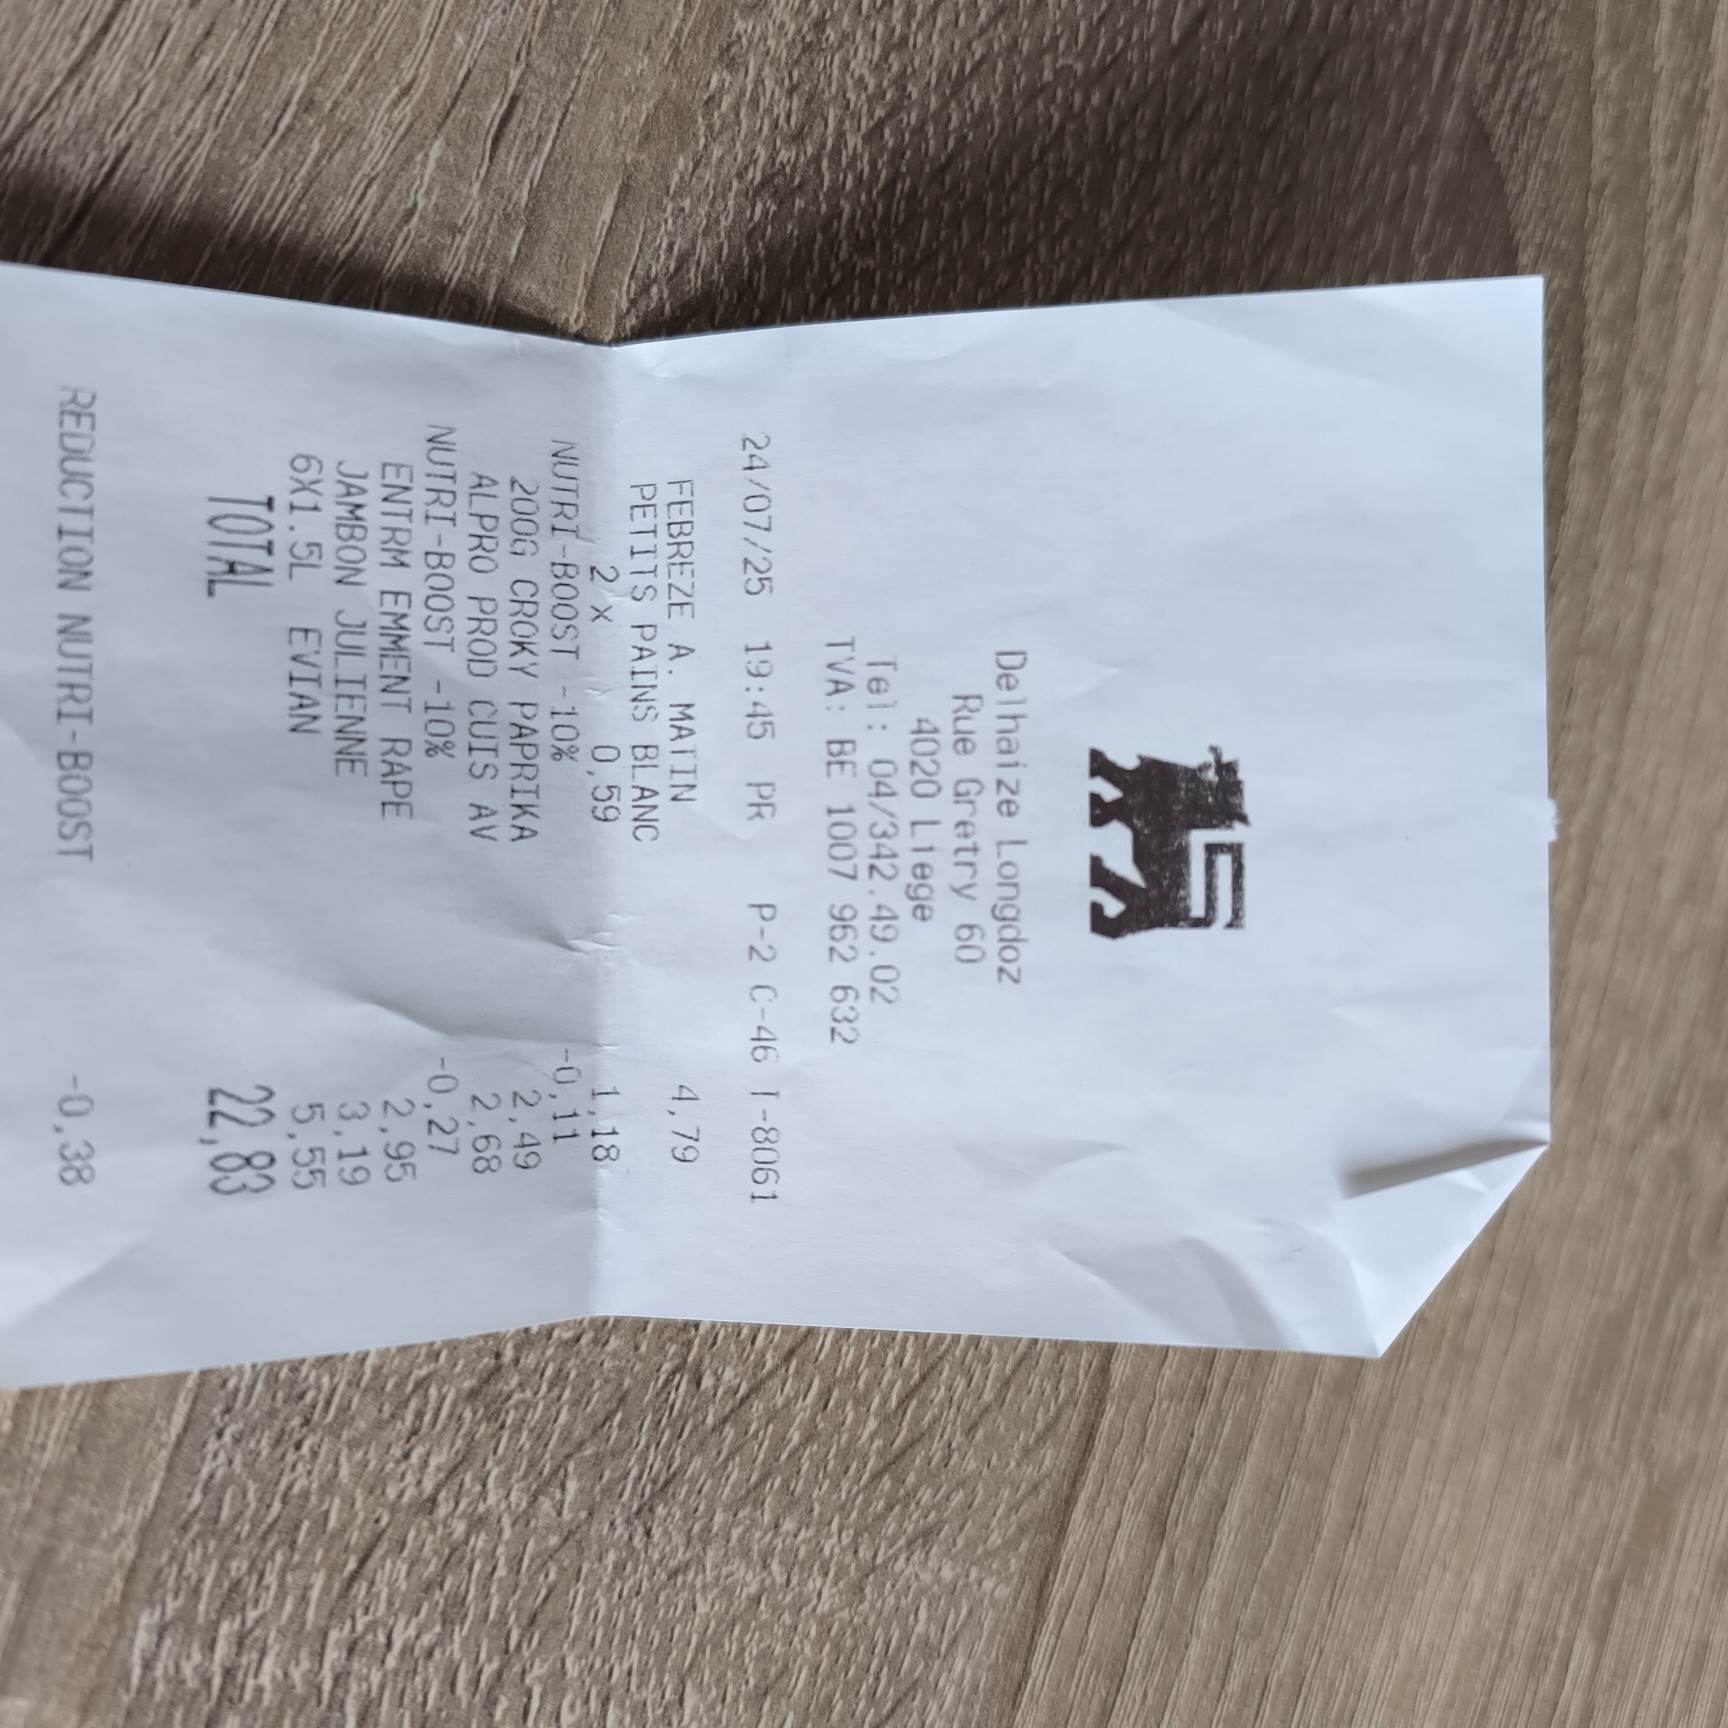 Delhaize Longdoz
Rue Gretry 60
4020 Liege
Tel: 04/342.49.02
TVA: BE 1007 962 632
24/07/25 19:45 PR P-2 C-46 T-8061
FEBREZE A. MATIN 4,79
PETITS PAINS BLANC
2 x 0,59 1,18
NUTRI-BOOST -10% -0,11
200G CROKY PAPRIKA 2,49
ALPRO PROD CUIS AV 2,68
NUTRI-BOOST -10% -0,27
ENTRM EMMENT RAPE 2,95
JAMBON JULIENNE 3,19
6X1.5L EVIAN 5,55
TOTAL 22,83
REDUCTION NUTRI-BOOST -0,38